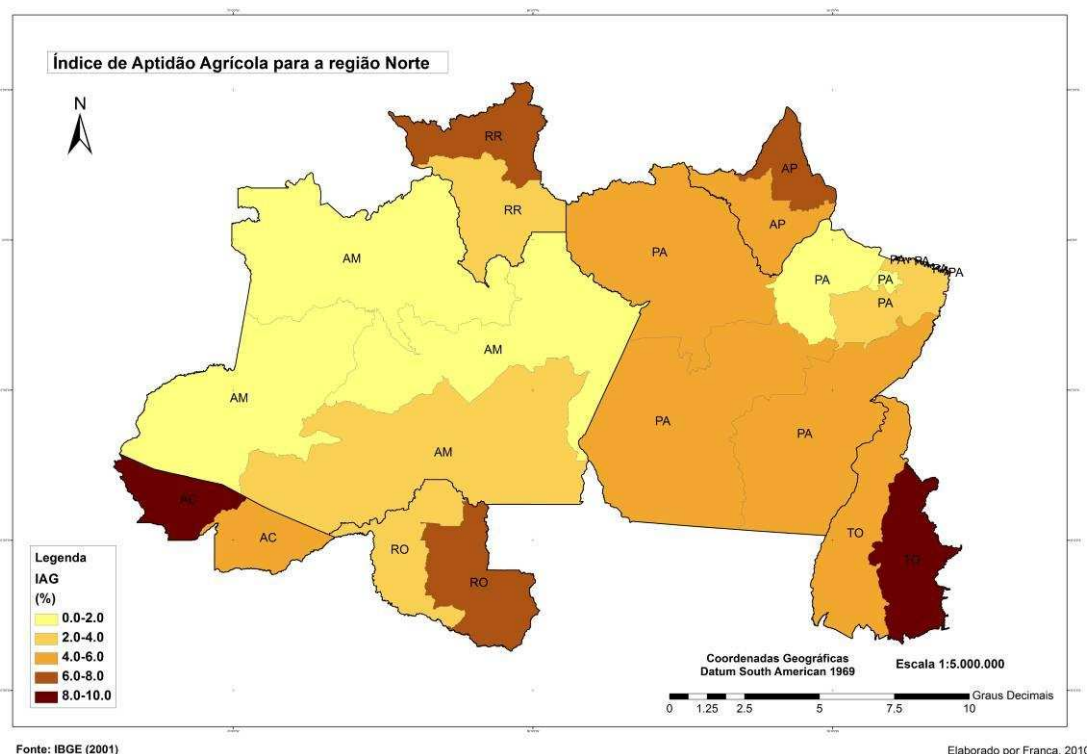 Índice de Aptidão Agrícola para a região Norte
N
RR
RR
AP
AP
AM
PA
PA
PA
PA
PA
PA
PA
AM
AM
PA
PA
AM
AC
AC
RO
RO
TO
TO
Legenda
IAG
(%)
0.0-2.0
2.0-4.0
4.0-6.0
6.0-8.0
8.0-10.0
Coordenadas Geográficas
Datum South American 1969
Escala 1:5.000.000
Graus Decimais
0 1.25 2.5 5 7.5 10
Fonte: IBGE (2001)
Elaborado por França, 2010